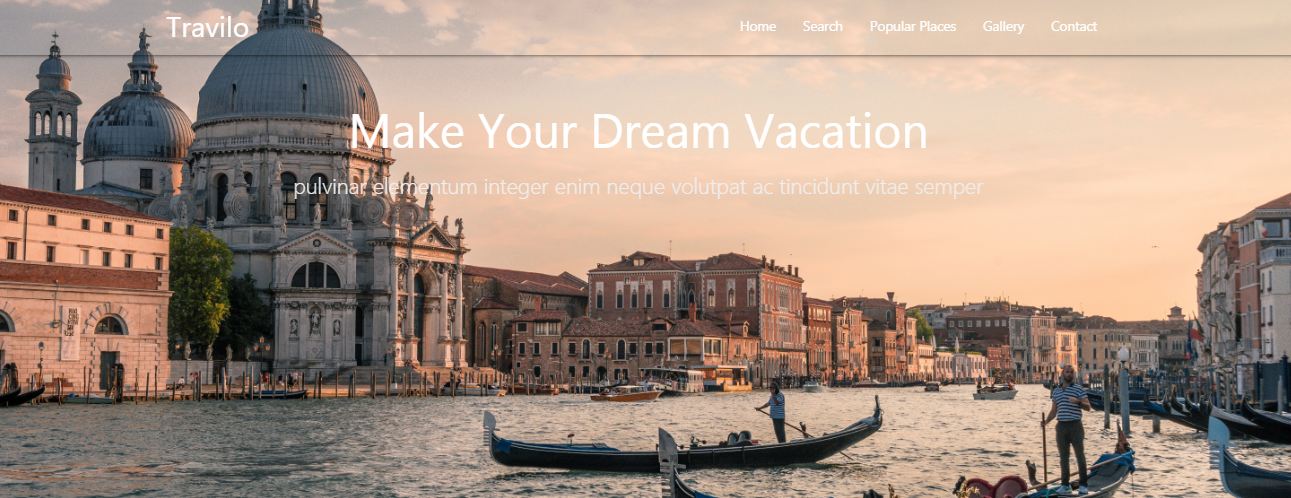 Travilo
Home Search Popular Places Gallery Contact
Make Your Dream Vacation
pulvinar elementum integer enim neque volutpat ac tincidunt vitae semper